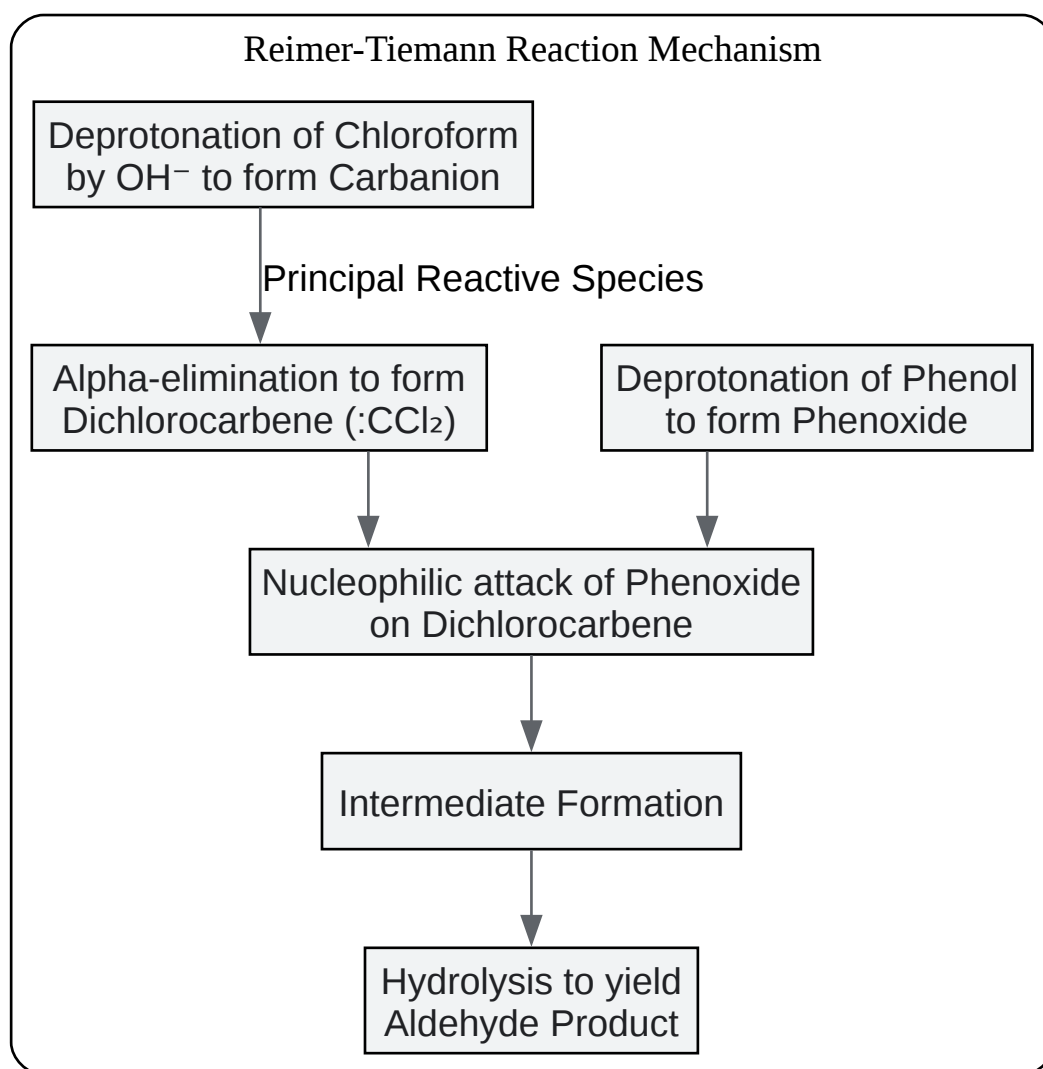 Reimer-Tiemann Reaction Mechanism
Deprotonation of Chloroform
by OH⁻ to form Carbanion
Principal Reactive Species
Alpha-elimination to form
Dichlorocarbene (:CCl₂)
Deprotonation of Phenol
to form Phenoxide
Nucleophilic attack of Phenoxide
on Dichlorocarbene
Intermediate Formation
Hydrolysis to yield
Aldehyde Product